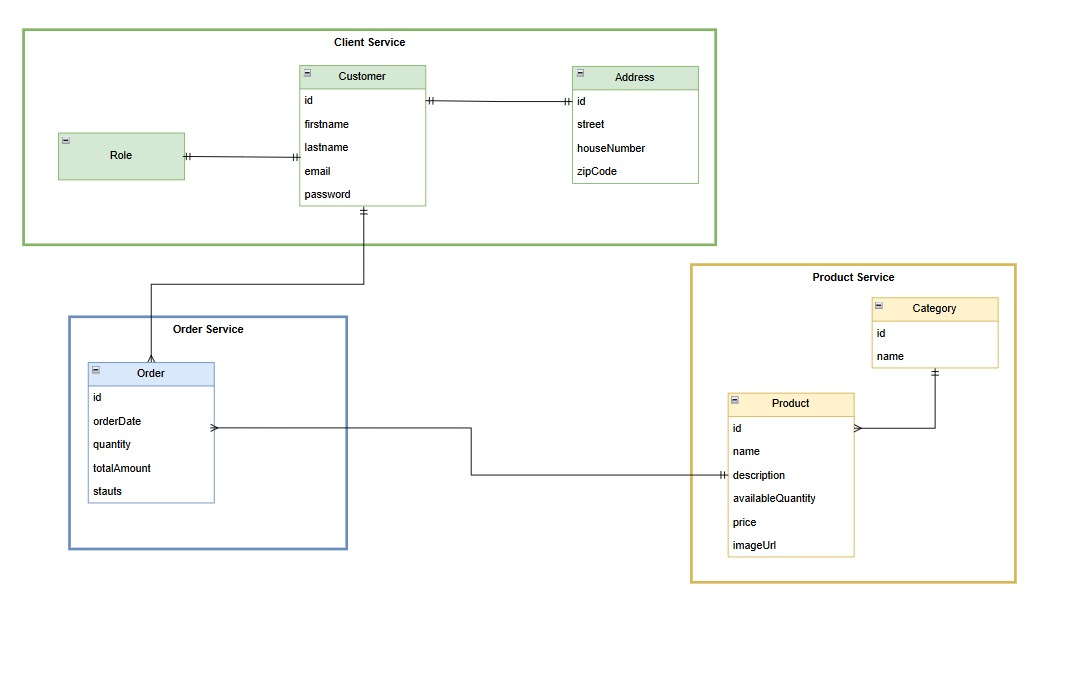 Client Service
Customer
id
firstname
lastname
email
password
Address
id
street
houseNumber
zipCode
Role
Order Service
Order
id
orderDate
quantity
totalAmount
stauts
Product Service
Category
id
name
Product
id
name
description
availableQuantity
price
imageUrl